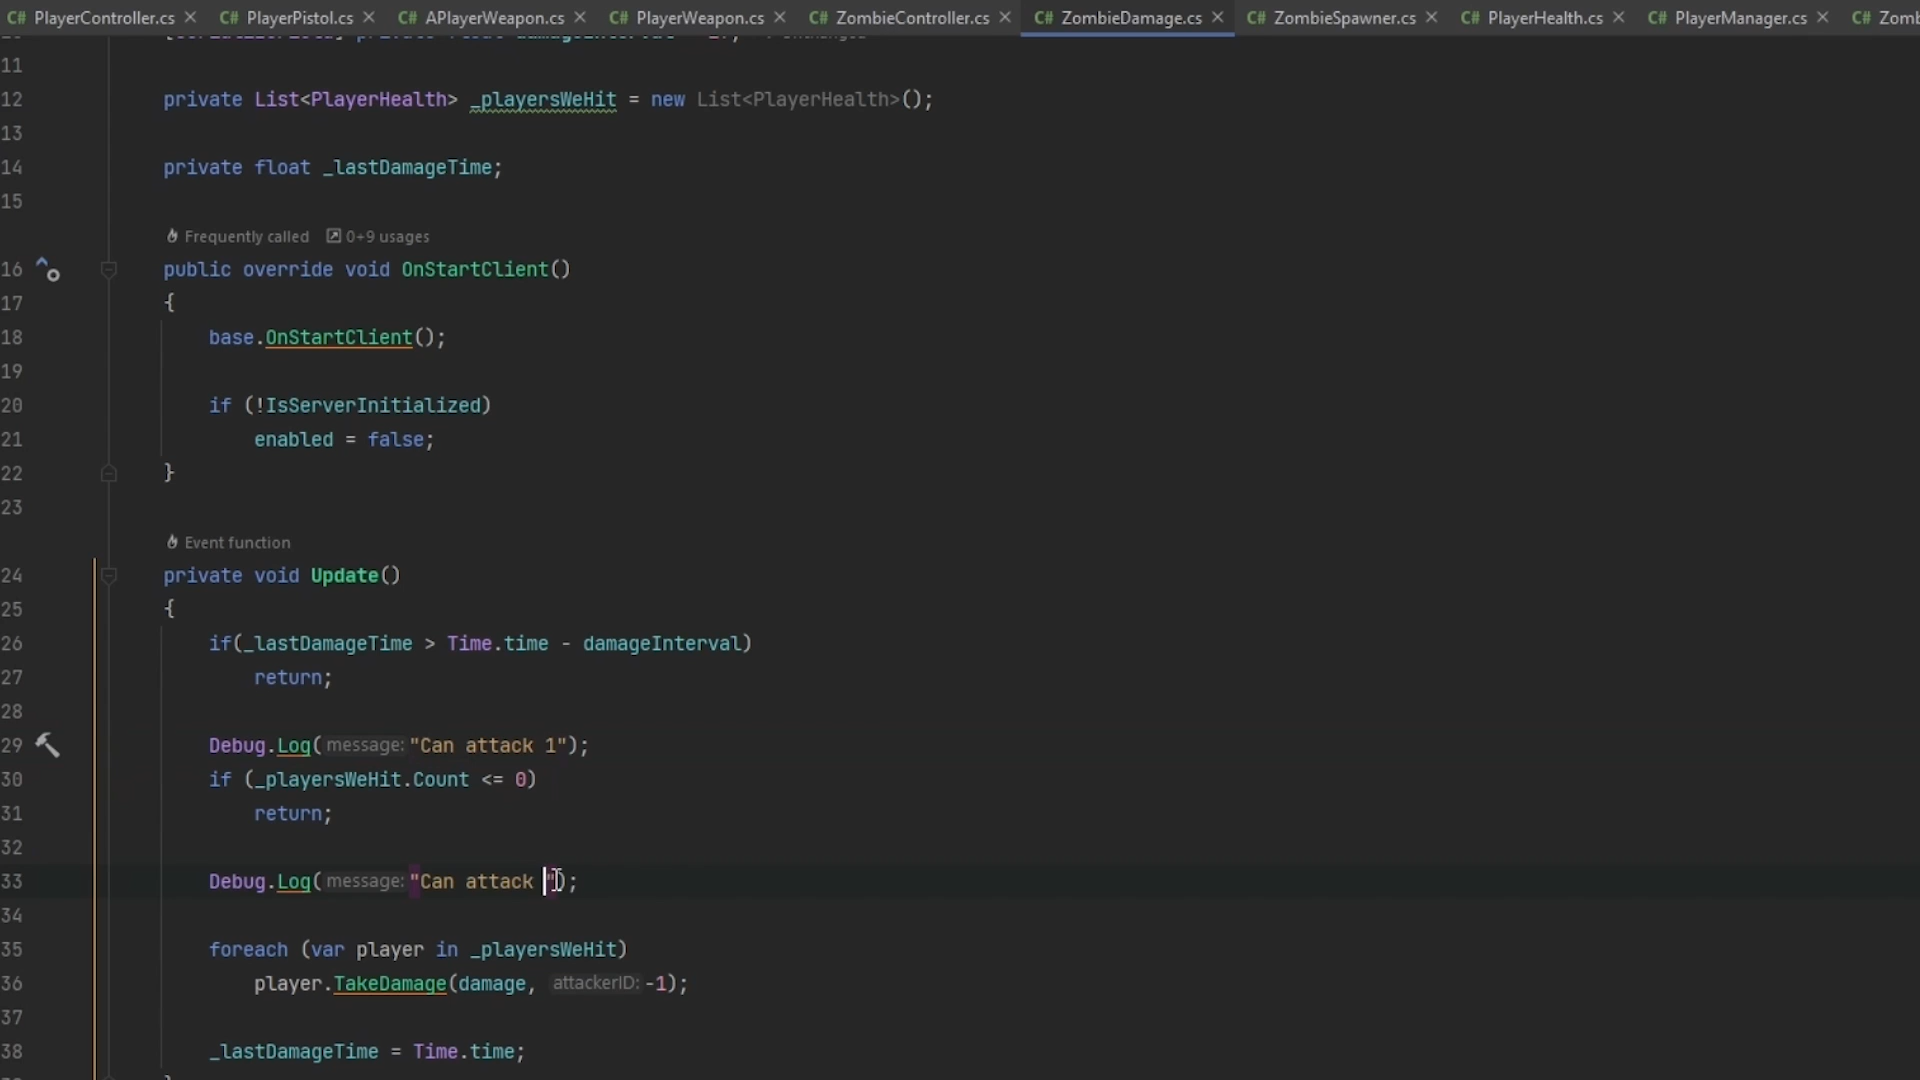 C# PlayerController.cs × C# PlayerPistol.cs × C# APlayerWeapon.cs × C# PlayerWeapon.cs × C# ZombieController.cs × C# ZombieDamage.cs × C# ZombieSpawner.cs × C# PlayerHealth.cs × C# PlayerManager.cs × C# Zomb
11
12 private List<PlayerHealth> _playersWeHit = new List<PlayerHealth>();
13
14 private float _lastDamageTime;
15
Frequently called 0+9 usages
16 public override void OnStartClient()
17 {
18 base.OnStartClient();
19
20 if (!IsServerInitialized)
21 enabled = false;
22 }
23
Event function
24 private void Update()
25 {
26 if(_lastDamageTime > Time.time - damageInterval)
27 return;
28
29 Debug.Log( message: "Can attack 1");
30 if (_playersWeHit.Count <= 0)
31 return;
32
33 Debug.Log( message: "Can attack ");
34
35 foreach (var player in _playersWeHit)
36 player.TakeDamage(damage, attackerID: -1);
37
38 _lastDamageTime = Time.time;